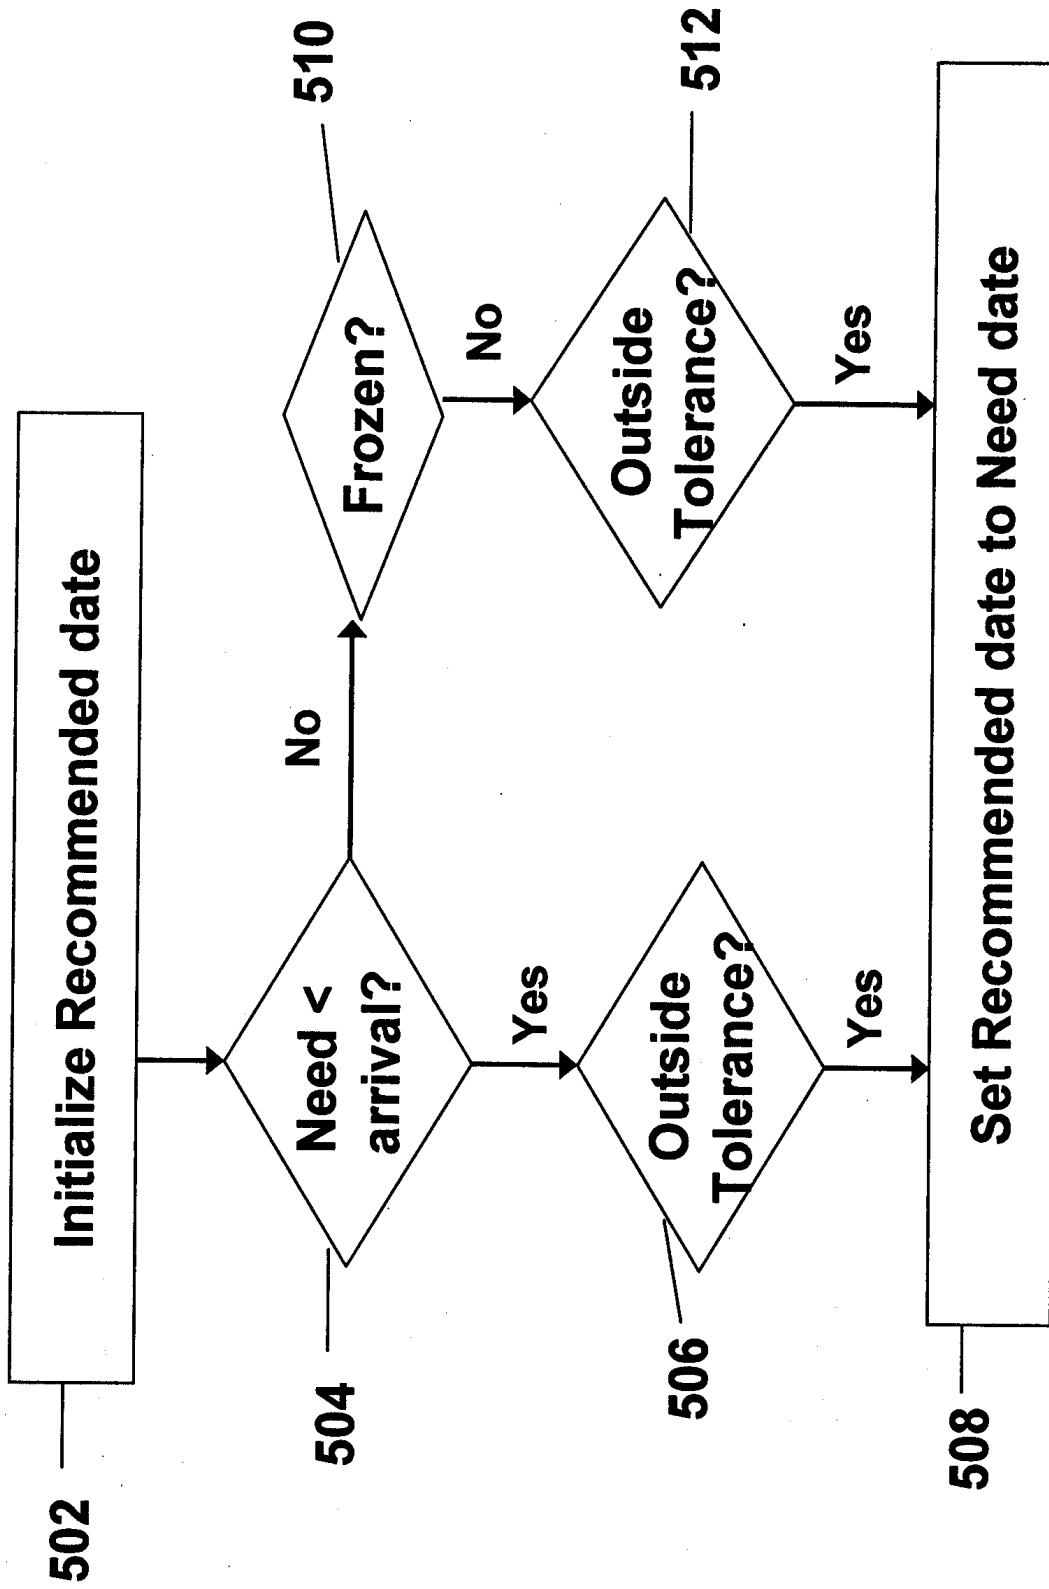 502
Initialize Recommended date
504
Need <
arrival?
No
Frozen?
510
Yes
No
506
Outside
Tolerance?
Outside
Tolerance?
512
Yes
Yes
508
Set Recommended date to Need date